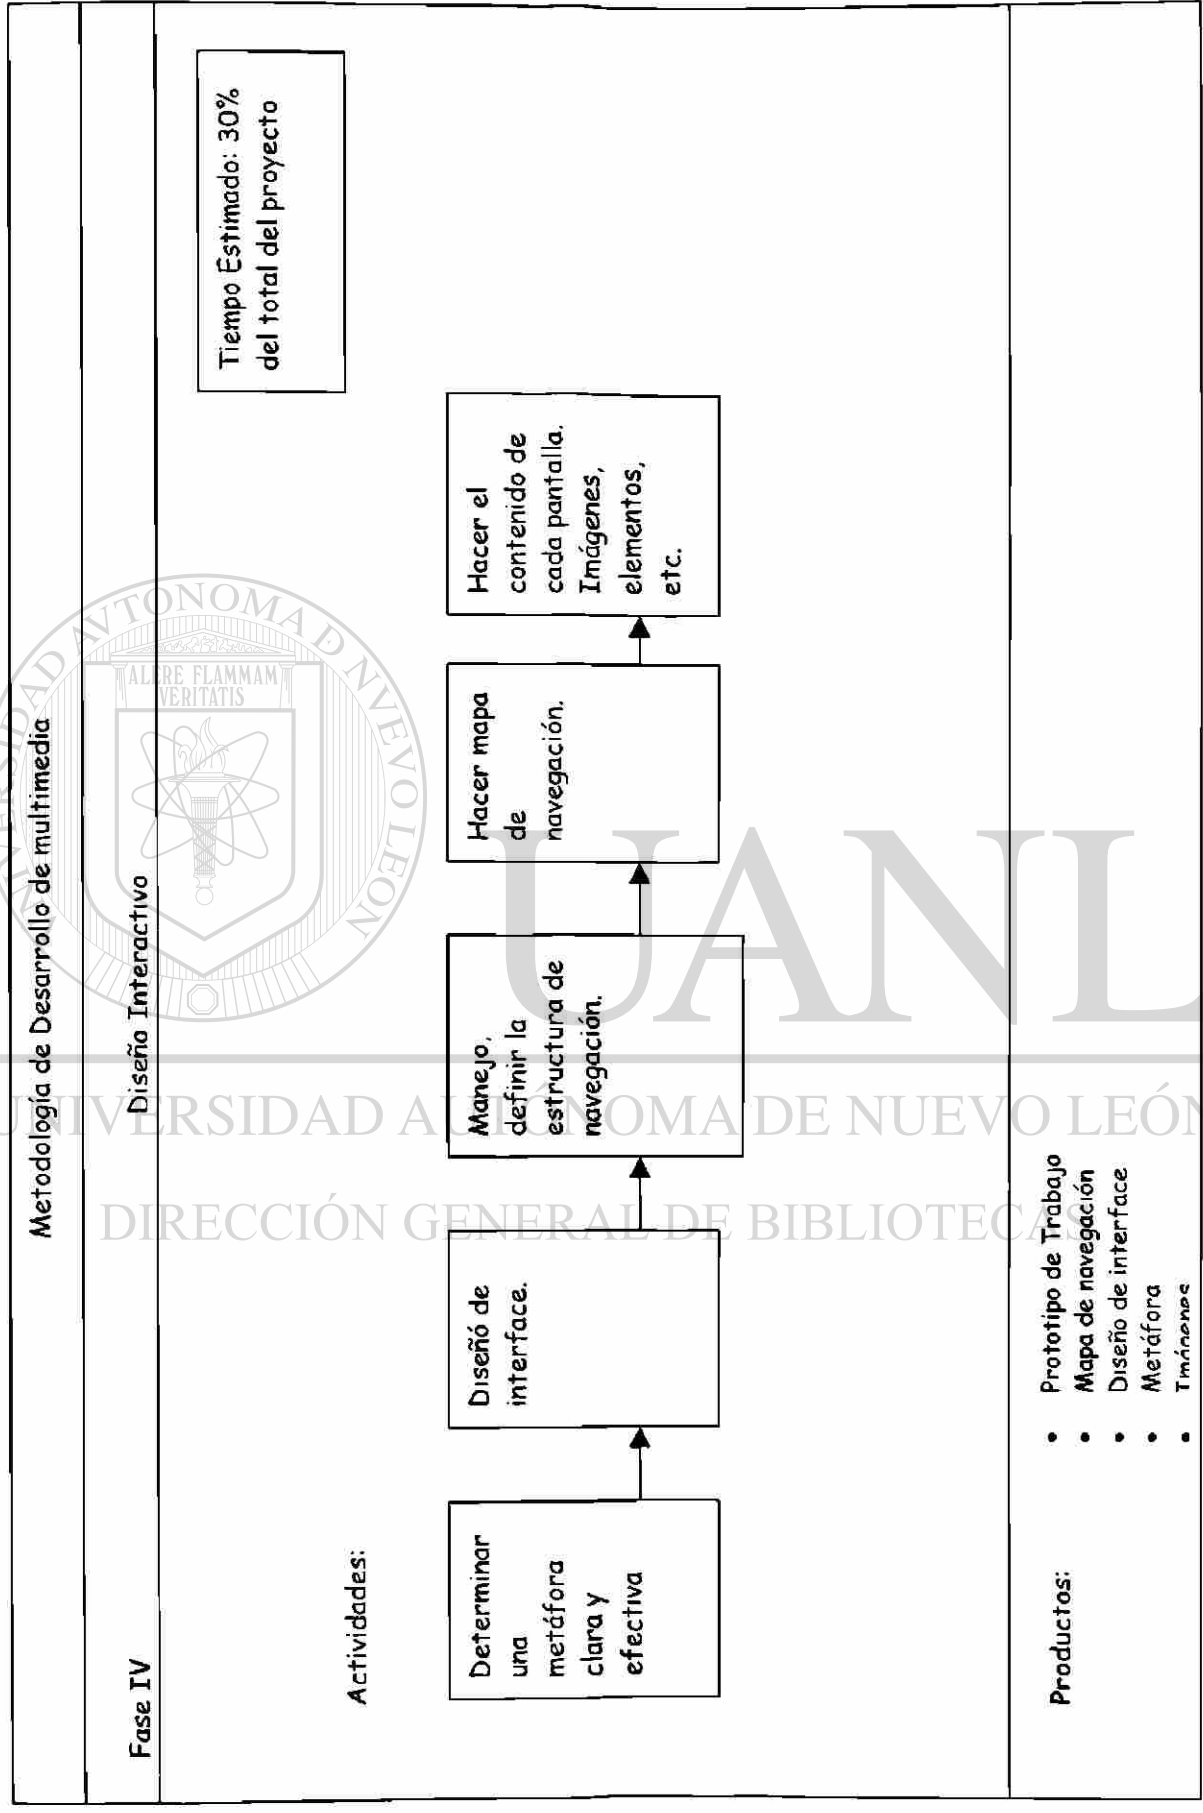 Metodología de Desarrollo de multimedia
Fase IV
Diseño Interactivo
Tiempo Estimado: 30%
del total del proyecto
Actividades:
Determinar
una
metáfora
clara y
efectiva
Diseñó de
interface.
Manejo,
definir la
estructura de
navegación.
Hacer mapa
de
navegación.
Hacer el
contenido de
cada pantalla.
Imágenes,
elementos,
etc.
Productos:
• Prototipo de Trabajo
• Mapa de navegación
• Diseño de interface
• Metáfora
• Imágenes
UANL
UNIVERSIDAD AUTÓNOMA DE NUEVO LEÓN
DIRECCIÓN GENERAL DE BIBLIOTECAS
ALERE FLAMMAM
VERITATIS